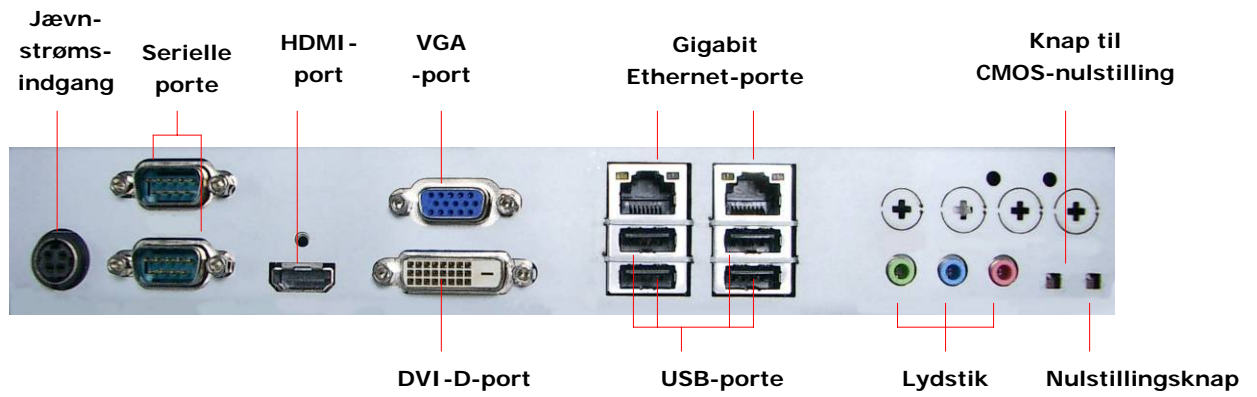 Jævn-
strøms-
indgang
Serielle
porte
HDMI-
port
VGA
-port
Gigabit
Ethernet-porte
Knap til
CMOS-nulstilling
DVI-D-port
USB-porte
Lydstik
Nulstillingsknap